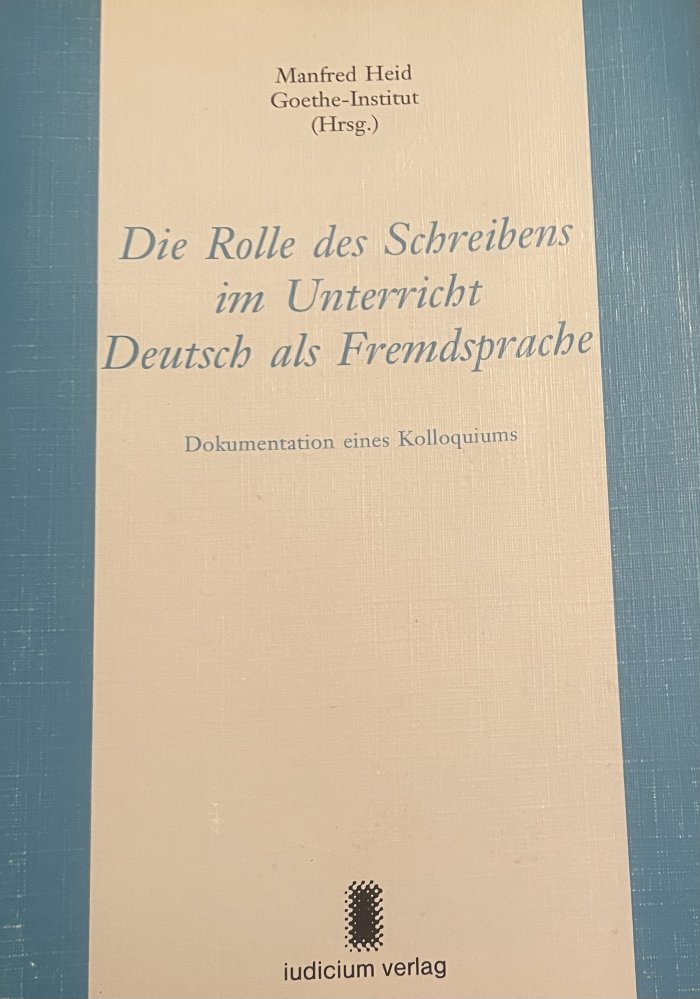 Manfred Heid
Goethe-Institut
(Hrsg.)
Die Rolle des Schreibens
im Unterricht
Deutsch als Fremdsprache
Dokumentation eines Kolloquiums
iudicium verlag